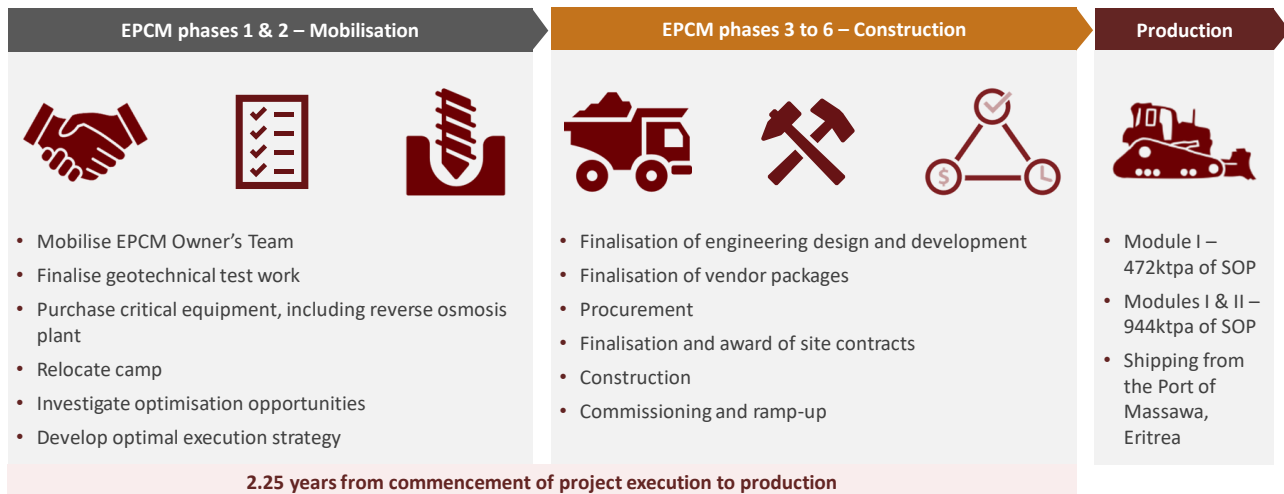 EPCM phases 1 & 2 – Mobilisation
• Mobilise EPCM Owner's Team
• Finalise geotechnical test work
• Purchase critical equipment, including reverse osmosis
plant
• Relocate camp
• Investigate optimisation opportunities
• Develop optimal execution strategy
EPCM phases 3 to 6 – Construction
$
• Finalisation of engineering design and development
• Finalisation of vendor packages
• Procurement
• Finalisation and award of site contracts
• Construction
• Commissioning and ramp-up
Production
• Module I –
472ktpa of SOP
• Modules I & II –
944ktpa of SOP
• Shipping from
the Port of
Massawa,
Eritrea
2.25 years from commencement of project execution to production